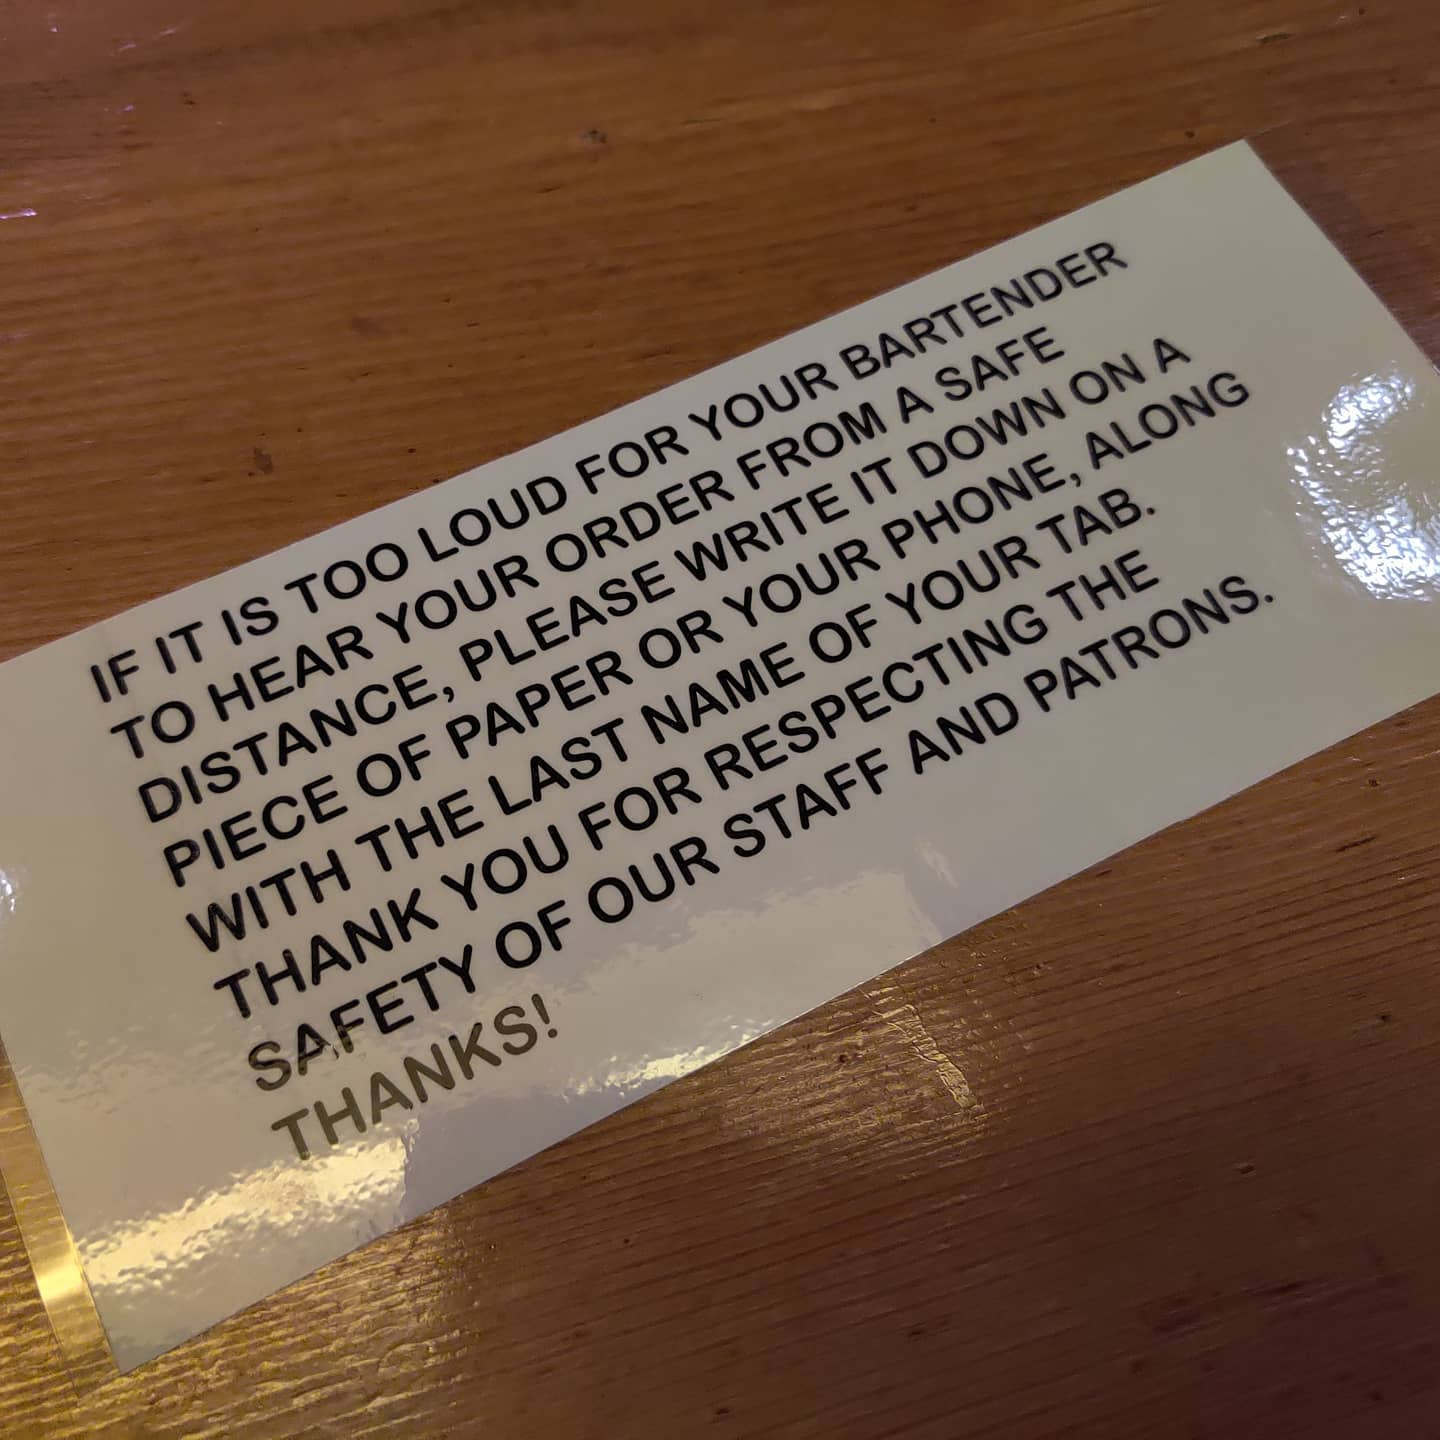 IF IT IS TOO LOUD FOR YOUR BARTENDER
TO HEAR YOUR ORDER FROM A SAFE
DISTANCE, PLEASE WRITE IT DOWN ON A
PIECE OF PAPER OR YOUR PHONE, ALONG
WITH THE LAST NAME OF YOUR TAB.
THANK YOU FOR RESPECTING THE
SAFETY OF OUR STAFF AND PATRONS.
THANKS!